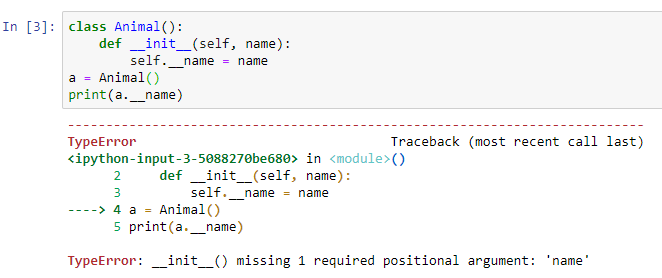 In [3]: class Animal():
    def __init__(self, name):
        self.__name = name
a = Animal()
print(a.__name)
---------------------------------------------------------------------------
TypeError                                 Traceback (most recent call last)
<ipython-input-3-5088270be680> in <module>()
      2     def __init__(self, name):
      3         self.__name = name
----> 4 a = Animal()
      5 print(a.__name)
TypeError: __init__() missing 1 required positional argument: 'name'